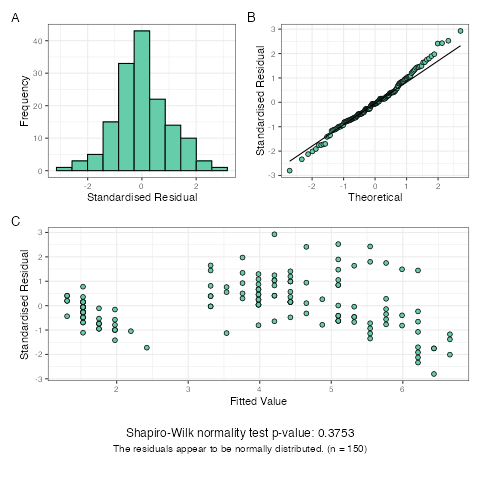 A
Frequency
40
30
20
10
0
-2 0 2
Standardised Residual
B
Standardised Residual
3
2
1
0
-1
-2
-3
-2 -1 0 1 2
Theoretical
C
Standardised Residual
3
2
1
0
-1
-2
-3
2 3 4 5 6
Fitted Value
Shapiro-Wilk normality test p-value: 0.3753
The residuals appear to be normally distributed. (n = 150)